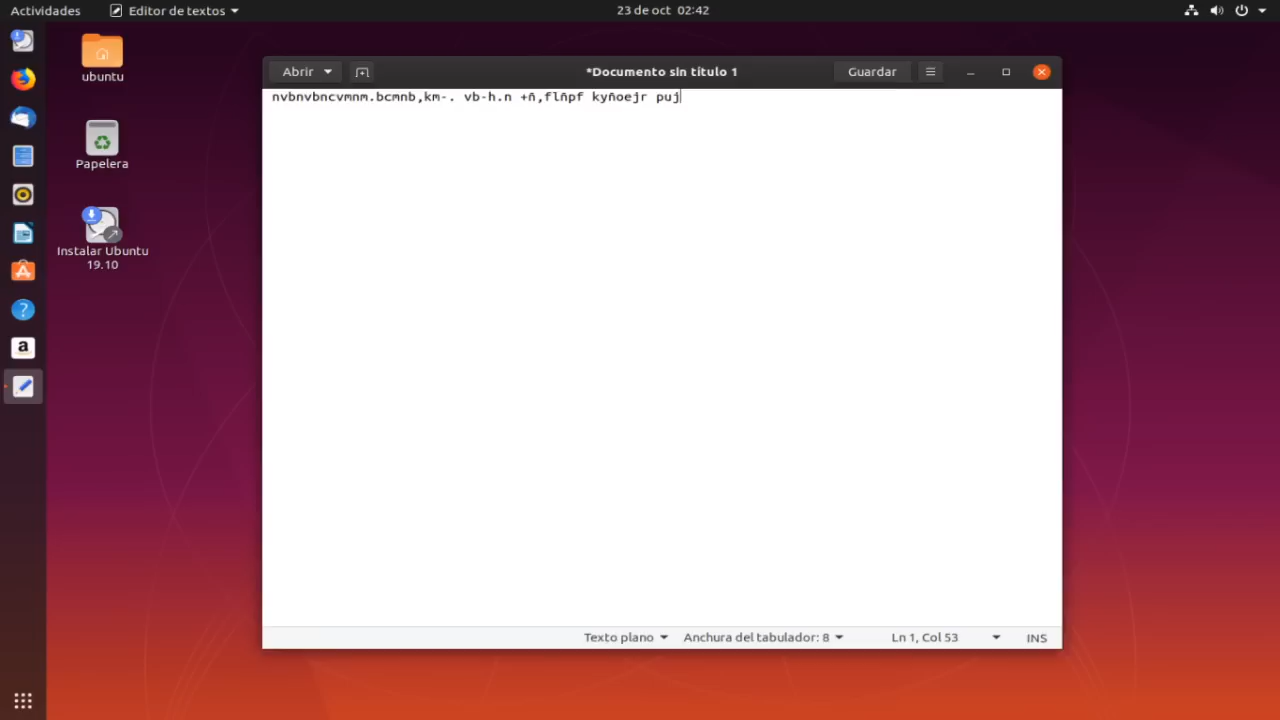 Actividades
Editor de textos
23 de oct 02:42
ubuntu
Papelera
Instalar Ubuntu
19.10
Abrir
*Documento sin título 1
Guardar
nvbnvbncvmnm.bcmnb,km-. vb-h.n +ñ,flñpf kyñoejr puj
Texto plano
Anchura del tabulador: 8
Ln 1, Col 53
INS